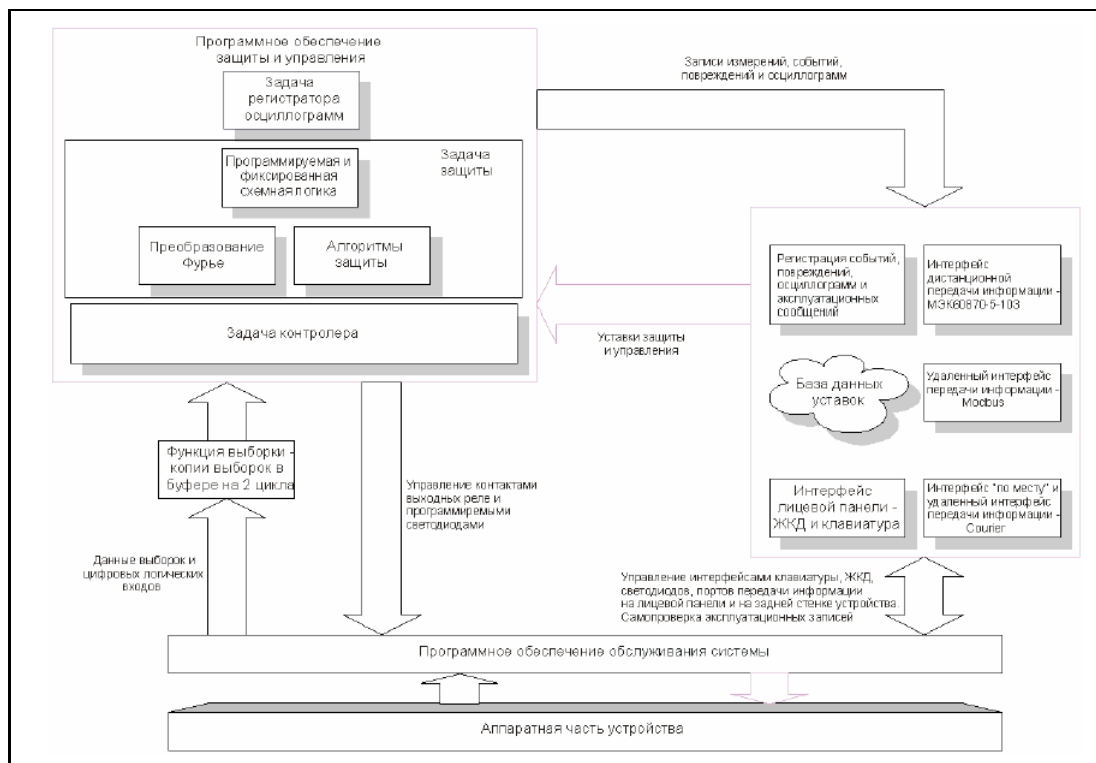 Программное обеспечение
защиты и управления
Задача
регистратора
осциллограмм
Задача
защиты
Программируемая и
фиксированная
схемная логика
Преобразование
Фурье
Алгоритмы
защиты
Задача контролера
Записи измерений, событий,
повреждений и осциллограмм
Регистрация событий,
повреждений,
осциллограмм и
эксплуатационных
сообщений
Интерфейс
дистанционной
передачи информации -
МЭК60870-5-103
Уставки защиты
и управления
База данных
уставок
Удаленный интерфейс
передачи информации -
Modbus
Интерфейс
лицевой панели -
ЖКД и клавиатура
Интерфейс "по месту" и
удаленный интерфейс
передачи информации -
Courier
Функция выборки -
копии выборок в
буфере на 2 цикла
Управление контактами
выходных реле и
программируемыми
светодиодами
Данные выборок и
цифровых логических
входов
Управление интерфейсами клавиатуры, ЖКД,
светодиодов, портов передачи информации
на лицевой панели и на задней стенке устройства.
Самопроверка эксплуатационных записей
Программное обеспечение обслуживания системы
Аппаратная часть устройства